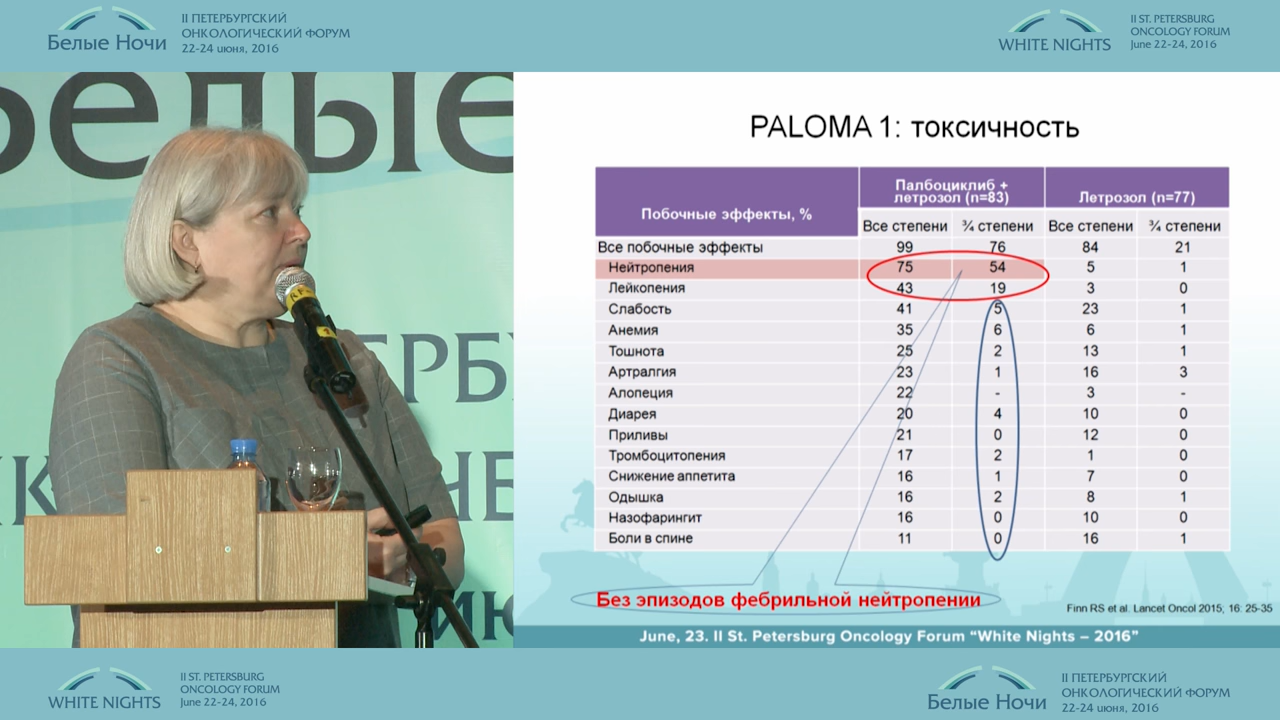 II ПЕТЕРБУРГСКИЙ
ОНКОЛОГИЧЕСКИЙ ФОРУМ
22-24 июня, 2016
Белые Ночи
WHITE NIGHTS
II ST. PETERSBURG
ONCOLOGY FORUM
June 22-24, 2016
Белые
PALOMA 1: токсичность
Побочные эффекты, % Палбоциклиб + летрозол (n=83) Летрозол (n=77)
Все степени ¾ степени Все степени ¾ степени
Все побочные эффекты 99 76 84 21
Нейтропения 75 54 5 1
Лейкопения 43 19 3 0
Слабость 41 5 23 1
Анемия 35 6 6 1
Тошнота 25 2 13 1
Артралгия 23 1 16 3
Алопеция 22 - 3 -
Диарея 20 4 10 0
Приливы 21 0 12 0
Тромбоцитопения 17 2 1 0
Снижение аппетита 16 1 7 0
Одышка 16 2 8 1
Назофарингит 16 0 10 0
Боли в спине 11 0 16 1
Без эпизодов фебрильной нейтропении
Finn RS et al. Lancet Oncol 2015; 16: 25-35
June, 23. II St. Petersburg Oncology Forum “White Nights – 2016”
WHITE NIGHTS
II ST. PETERSBURG
ONCOLOGY FORUM
June 22-24, 2016
Белые Ночи
II ПЕТЕРБУРГСКИЙ
ОНКОЛОГИЧЕСКИЙ ФОРУМ
22-24 июня, 2016